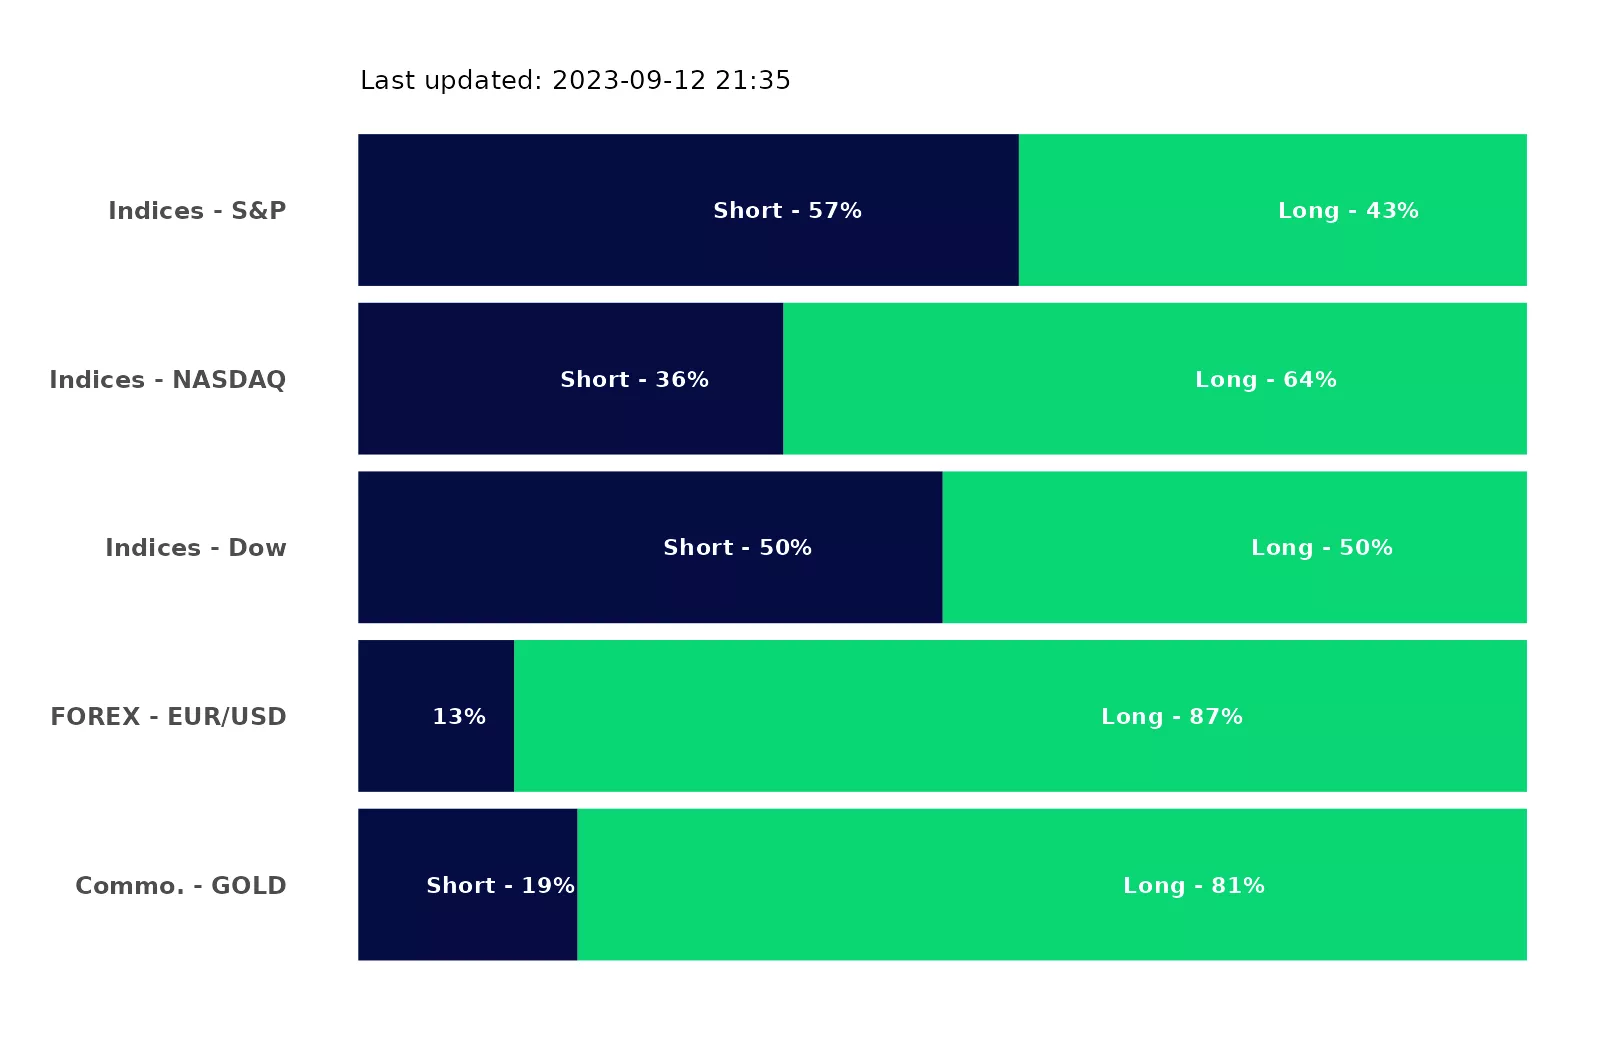 Last updated: 2023-09-12 21:35
Indices - S&P
Short - 57%
Long - 43%
Indices - NASDAQ
Short - 36%
Long - 64%
Indices - Dow
Short - 50%
Long - 50%
FOREX - EUR/USD
13%
Long - 87%
Commo. - GOLD
Short - 19%
Long - 81%